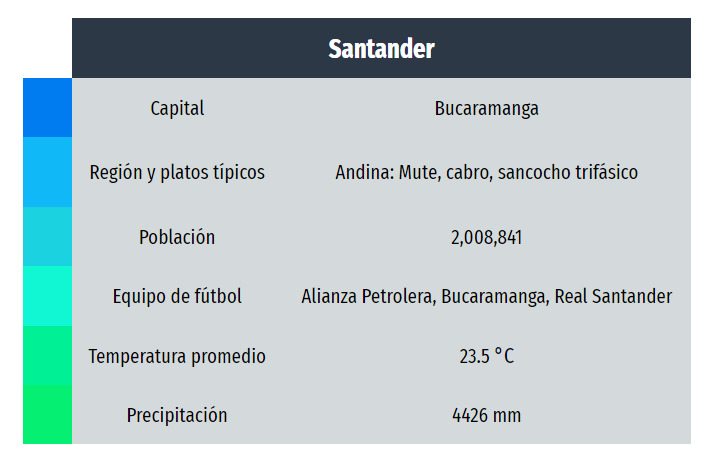 Santander
Capital Bucaramanga
Región y platos típicos Andina: Mute, cabro, sancocho trifásico
Población 2,008,841
Equipo de fútbol Alianza Petrolera, Bucaramanga, Real Santander
Temperatura promedio 23.5 °C
Precipitación 4426 mm